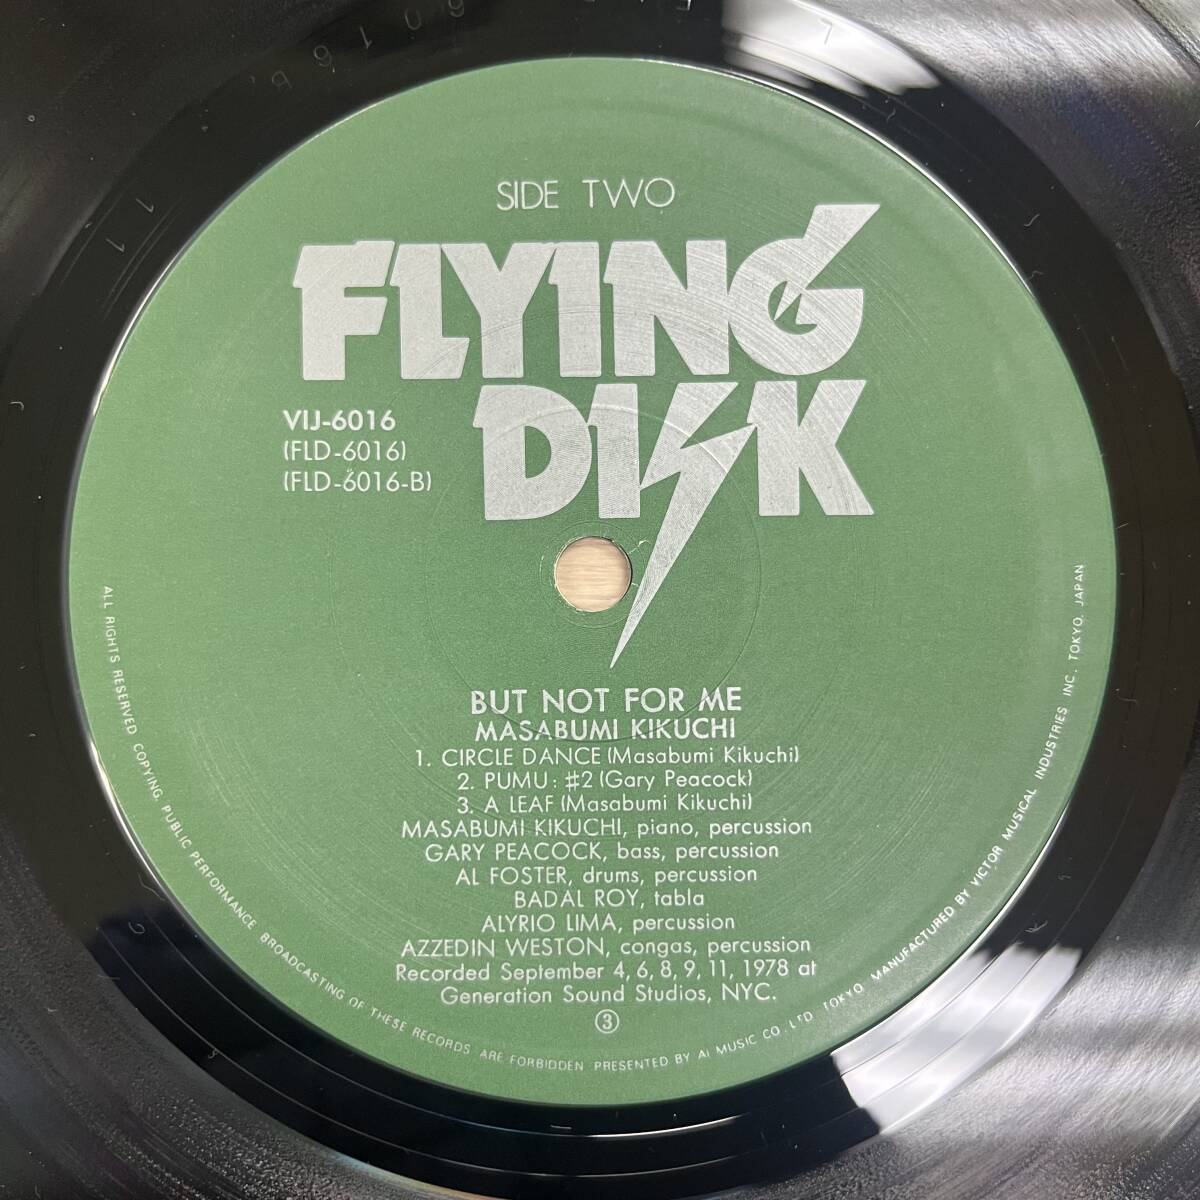 SIDE TWO
FLYING
DISK
VIJ-6016
(FLD-6016)
(FLD-6016-B)
BUT NOT FOR ME
MASABUMI KIKUCHI
1. CIRCLE DANCE (Masabumi Kikuchi)
2. PUMU: #2 (Gary Peacock)
3. A LEAF (Masabumi Kikuchi)
MASABUMI KIKUCHI, piano, percussion
GARY PEACOCK, bass, percussion
AL FOSTER, drums, percussion
BADAL ROY, tabla
ALYRIO LIMA, percussion
AZZEDIN WESTON, congas, percussion
Recorded September 4, 6, 8, 9, 11, 1978 at
Generation Sound Studios, NYC.
③
ALL RIGHTS RESERVED COPYING, PUBLIC PERFORMANCE BROADCASTING OF THESE RECORDS ARE FORBIDDEN PRESENTED BY AI MUSIC CO. LTD TOKYO MANUFACTURED BY VICTOR MUSICAL INDUSTRIES INC. TOKYO, JAPAN